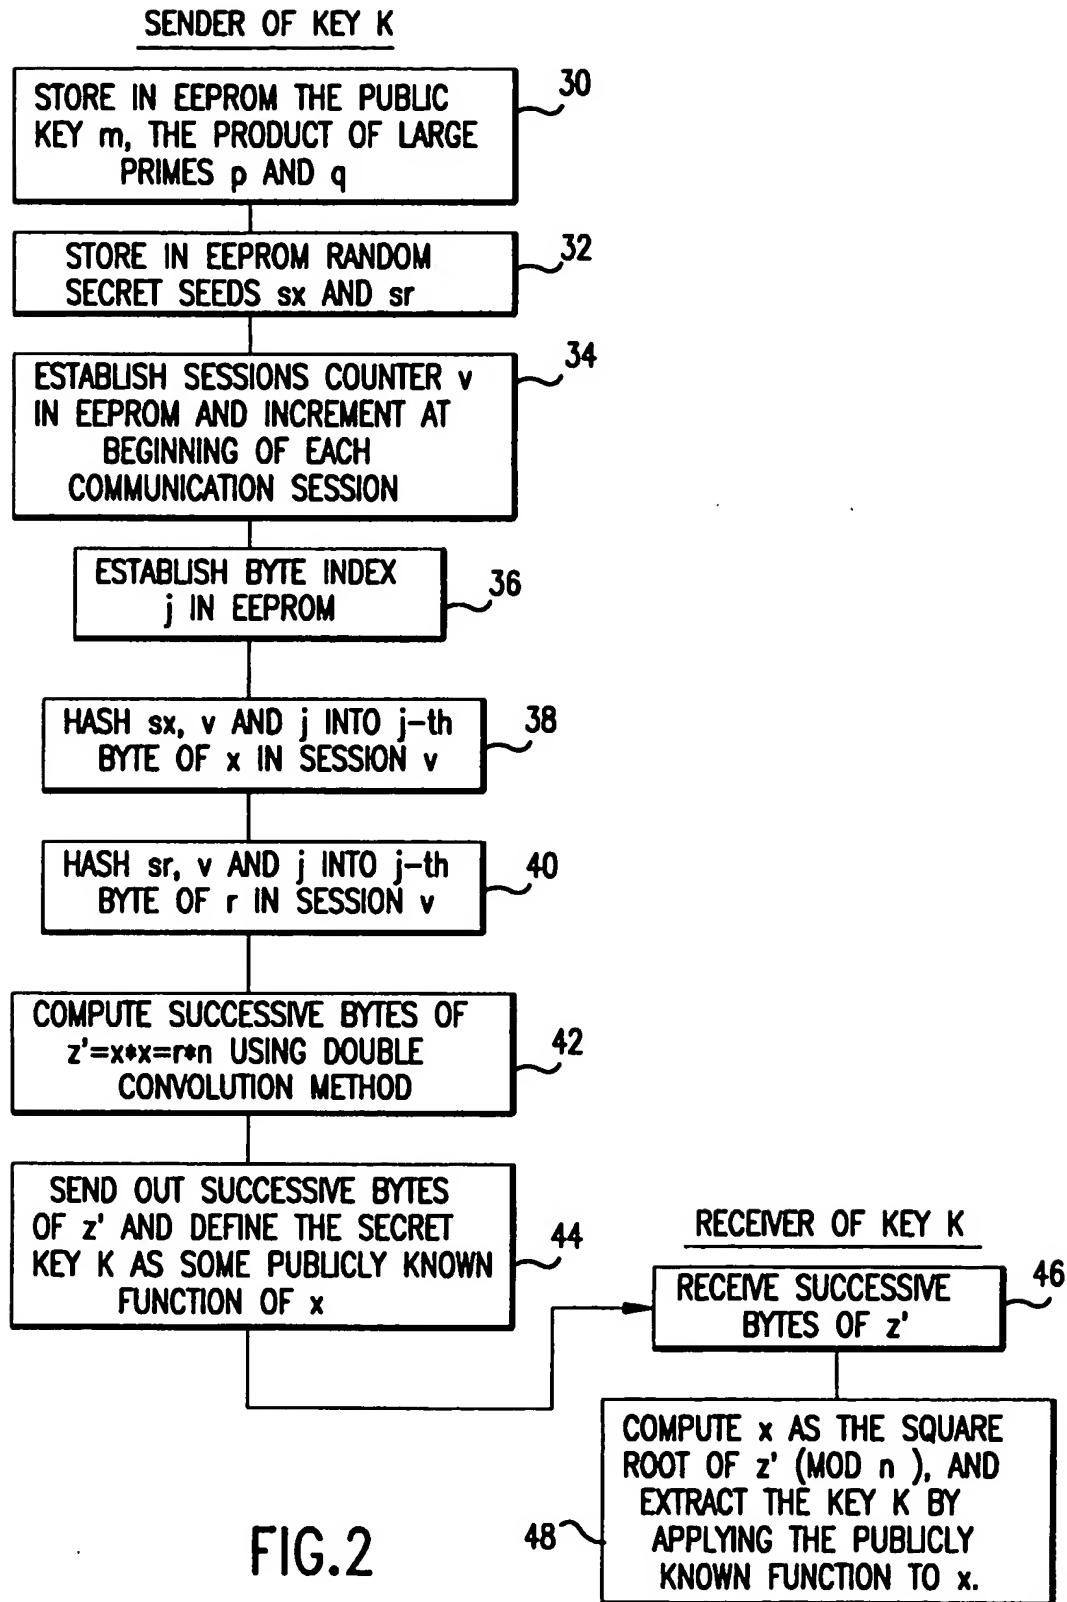 SENDER OF KEY K
STORE IN EEPROM THE PUBLIC
KEY m, THE PRODUCT OF LARGE
PRIMES p AND q
30
STORE IN EEPROM RANDOM
SECRET SEEDS sx AND sr
32
ESTABLISH SESSIONS COUNTER v
IN EEPROM AND INCREMENT AT
BEGINNING OF EACH
COMMUNICATION SESSION
34
ESTABLISH BYTE INDEX
j IN EEPROM
36
HASH sx, v AND j INTO j-th
BYTE OF x IN SESSION v
38
HASH sr, v AND j INTO j-th
BYTE OF r IN SESSION v
40
COMPUTE SUCCESSIVE BYTES OF
z'=x*x=r*n USING DOUBLE
CONVOLUTION METHOD
42
SEND OUT SUCCESSIVE BYTES
OF z' AND DEFINE THE SECRET
KEY K AS SOME PUBLICLY KNOWN
FUNCTION OF x
44
RECEIVER OF KEY K
RECEIVE SUCCESSIVE
BYTES OF z'
46
COMPUTE x AS THE SQUARE
ROOT OF z' (MOD n ), AND
EXTRACT THE KEY K BY
APPLYING THE PUBLICLY
KNOWN FUNCTION TO x.
48
FIG.2